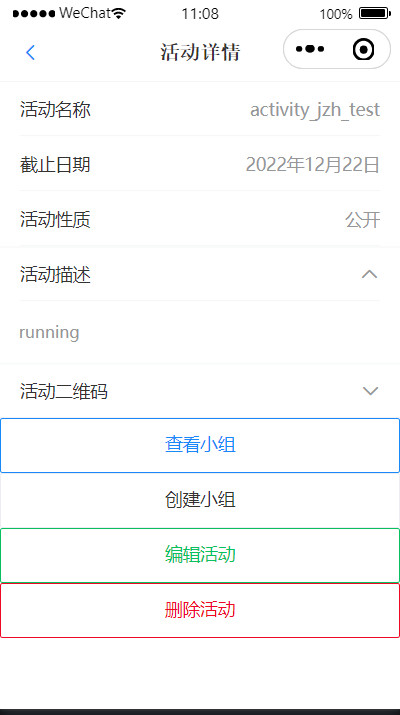 WeChat 11:08 100%
活动详情
活动名称 activity_jzh_test
截止日期 2022年12月22日
活动性质 公开
活动描述
running
活动二维码
查看小组
创建小组
编辑活动
删除活动